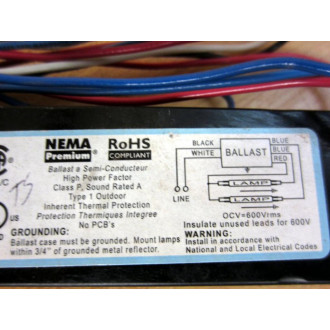 NEMA Premium
RoHS COMPLIANT
Ballast a Semi-Conducteur
High Power Factor
Class P, Sound Rated A
Type 1 Outdoor
Inherent Thermal Protection
Protection Thermiques Integree
No PCB's
GROUNDING:
Ballast case must be grounded. Mount lamps
within 3/4" of grounded metal reflector.
BLACK
WHITE
BALLAST
BLUE
BLUE
RED
LINE
LAMP
LAMP
OCV=600Vrms
Insulate unused leads for 600V
WARNING:
Install in accordance with
National and Local Electrical Codes
US